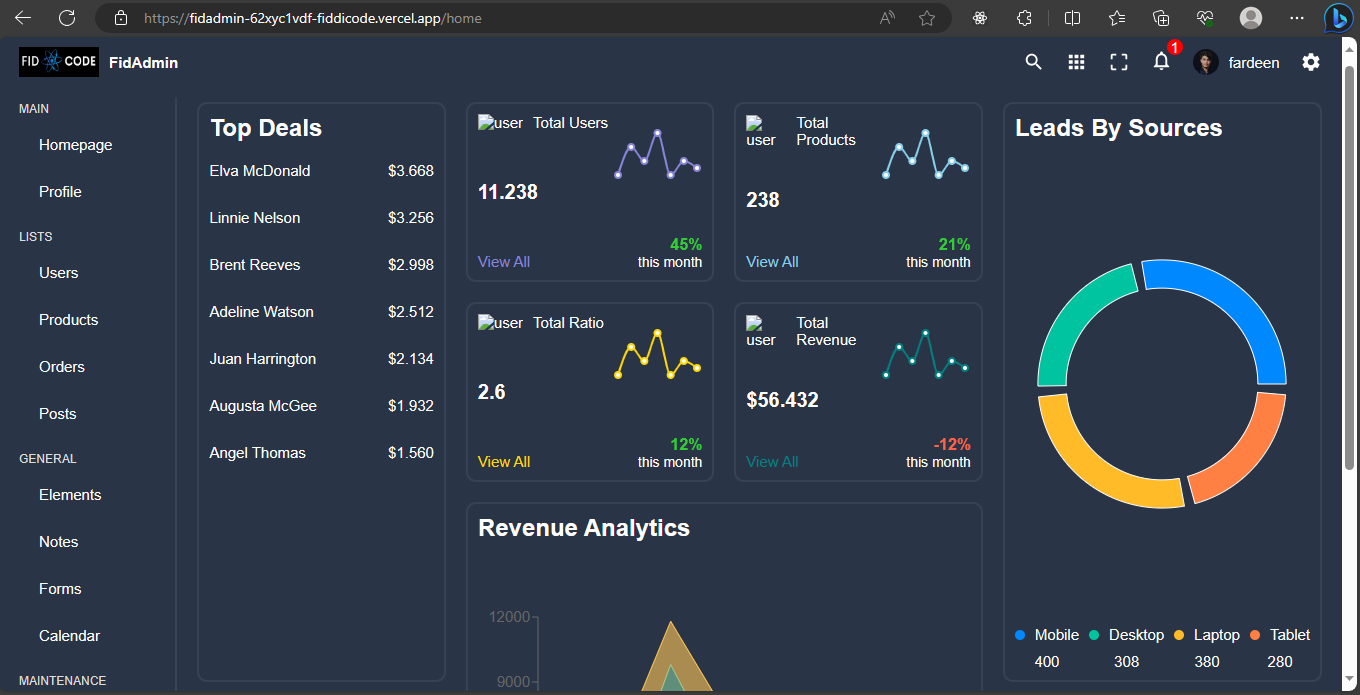 https://fidadmin-62xyc1vdf-fiddicode.vercel.app/home
FID CODE FidAdmin
1
fardeen
MAIN
Homepage
Profile
LISTS
Users
Products
Orders
Posts
GENERAL
Elements
Notes
Forms
Calendar
MAINTENANCE
Top Deals
Elva McDonald $3.668
Linnie Nelson $3.256
Brent Reeves $2.998
Adeline Watson $2.512
Juan Harrington $2.134
Augusta McGee $1.932
Angel Thomas $1.560
user Total Users
11.238
45%
View All this month
user Total
Products
238
21%
View All this month
user Total Ratio
2.6
12%
View All this month
user Total
Revenue
$56.432
-12%
View All this month
Revenue Analytics
12000
9000
Leads By Sources
Mobile Desktop Laptop Tablet
400 308 380 280